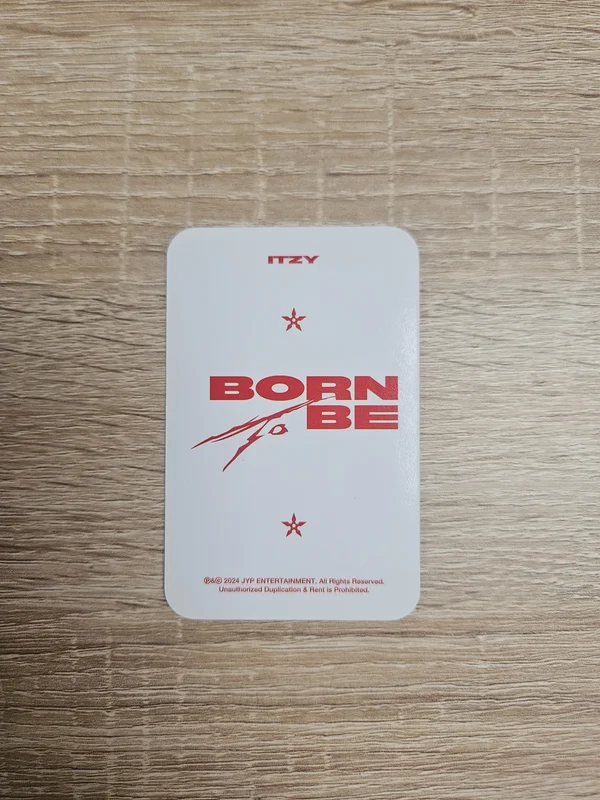 ITZY
BORN
To BE
℗&© 2024 JYP ENTERTAINMENT. All Rights Reserved.
Unauthorized Duplication & Rent is Prohibited.